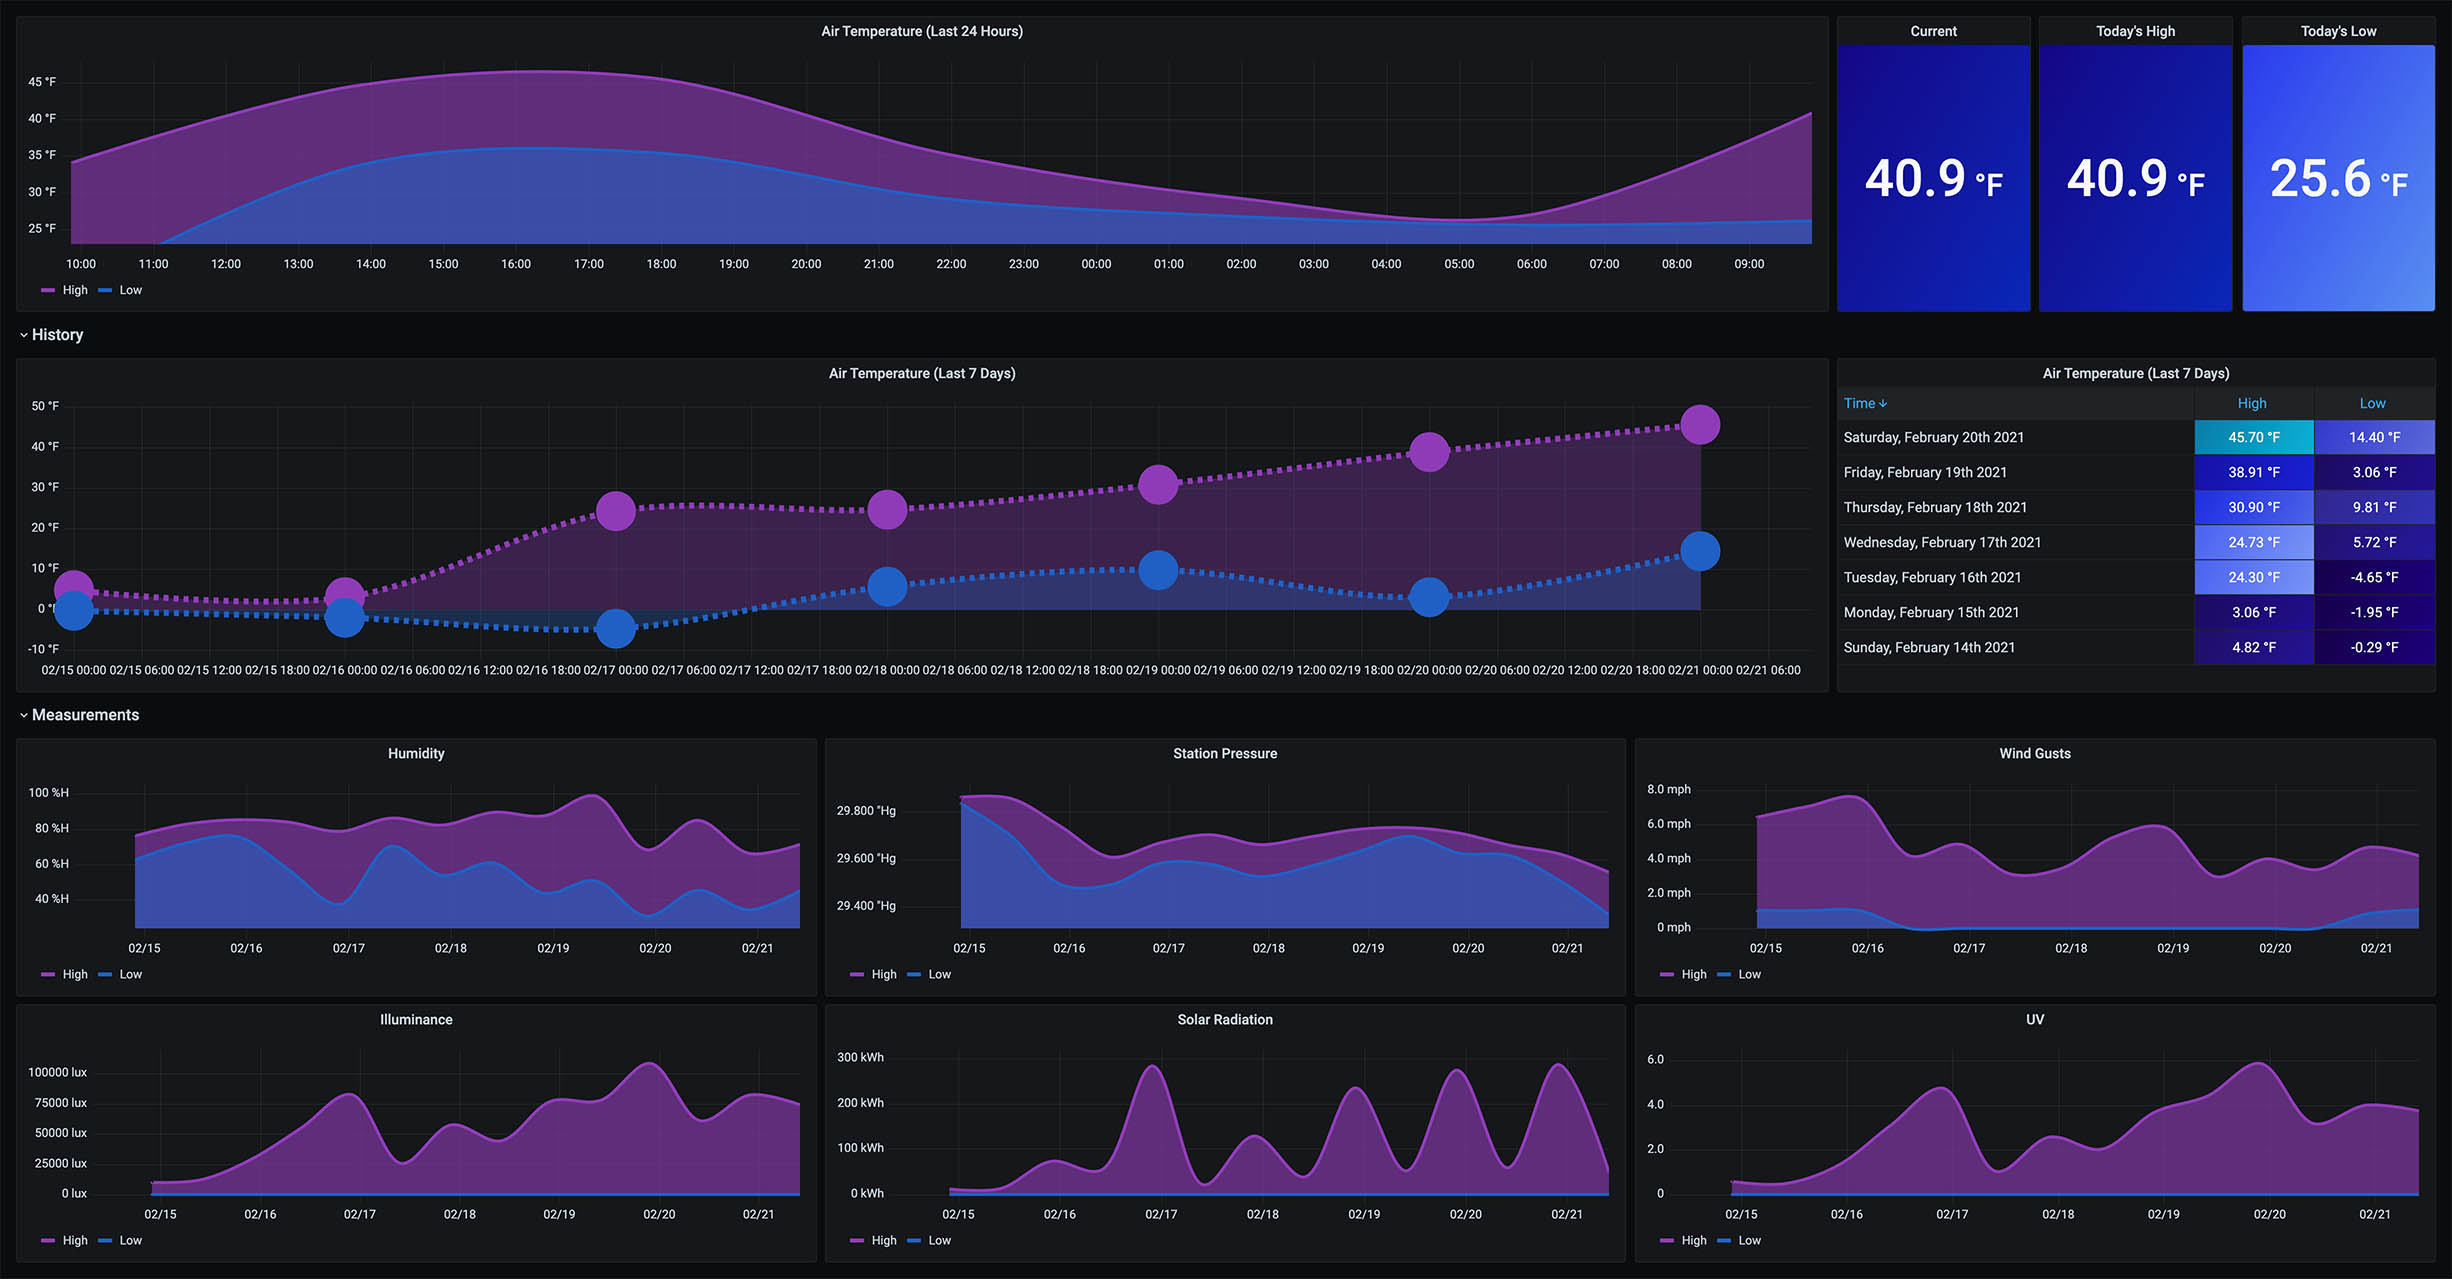 Air Temperature (Last 24 Hours)
45 °F
40 °F
35 °F
30 °F
25 °F
10:00 11:00 12:00 13:00 14:00 15:00 16:00 17:00 18:00 19:00 20:00 21:00 22:00 23:00 00:00 01:00 02:00 03:00 04:00 05:00 06:00 07:00 08:00 09:00
High Low
Current
40.9 °F
Today's High
40.9 °F
Today's Low
25.6 °F
History
Air Temperature (Last 7 Days)
50 °F
40 °F
30 °F
20 °F
10 °F
0 °F
-10 °F
02/15 00:00 02/15 06:00 02/15 12:00 02/15 18:00 02/16 00:00 02/16 06:00 02/16 12:00 02/16 18:00 02/17 00:00 02/17 06:00 02/17 12:00 02/17 18:00 02/18 00:00 02/18 06:00 02/18 12:00 02/18 18:00 02/19 00:00 02/19 06:00 02/19 12:00 02/19 18:00 02/20 00:00 02/20 06:00 02/20 12:00 02/20 18:00 02/21 00:00 02/21 06:00
Air Temperature (Last 7 Days)
Time ↓ High Low
Saturday, February 20th 2021 45.70 °F 14.40 °F
Friday, February 19th 2021 38.91 °F 3.06 °F
Thursday, February 18th 2021 30.90 °F 9.81 °F
Wednesday, February 17th 2021 24.73 °F 5.72 °F
Tuesday, February 16th 2021 24.30 °F -4.65 °F
Monday, February 15th 2021 3.06 °F -1.95 °F
Sunday, February 14th 2021 4.82 °F -0.29 °F
Measurements
Humidity
100 %H
80 %H
60 %H
40 %H
02/15 02/16 02/17 02/18 02/19 02/20 02/21
High Low
Station Pressure
29.800 "Hg
29.600 "Hg
29.400 "Hg
02/15 02/16 02/17 02/18 02/19 02/20 02/21
High Low
Wind Gusts
8.0 mph
6.0 mph
4.0 mph
2.0 mph
0 mph
02/15 02/16 02/17 02/18 02/19 02/20 02/21
High Low
Illuminance
100000 lux
75000 lux
50000 lux
25000 lux
0 lux
02/15 02/16 02/17 02/18 02/19 02/20 02/21
High Low
Solar Radiation
300 kWh
200 kWh
100 kWh
0 kWh
02/15 02/16 02/17 02/18 02/19 02/20 02/21
High Low
UV
6.0
4.0
2.0
0
02/15 02/16 02/17 02/18 02/19 02/20 02/21
High Low